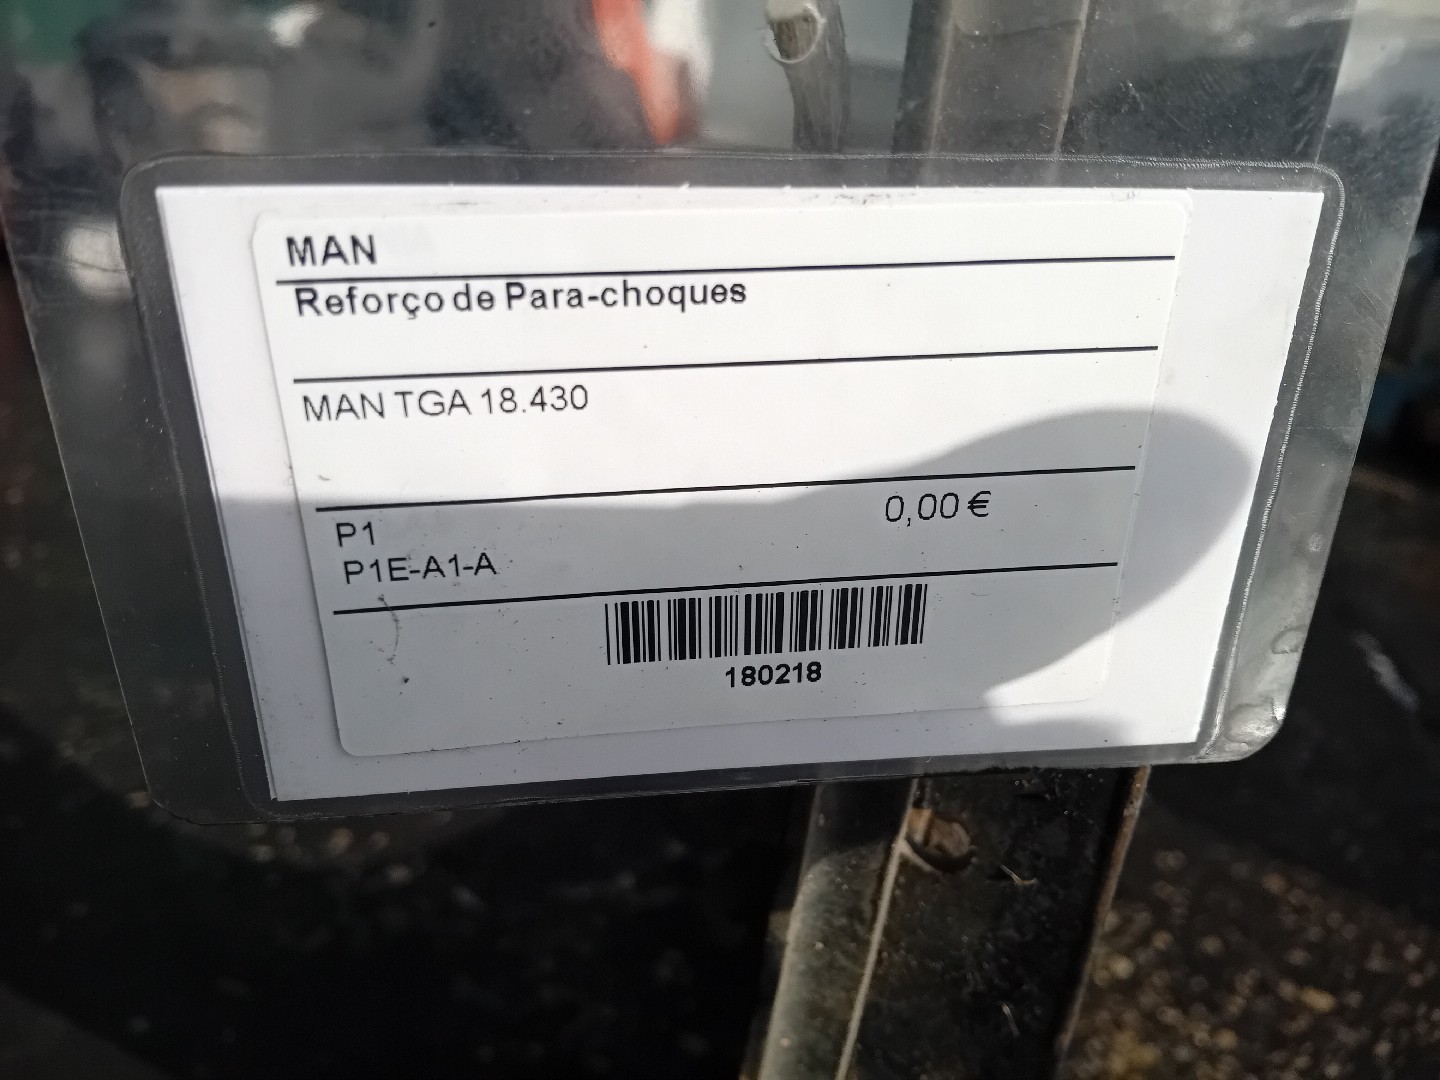 MAN
Reforço de Para-choques
MAN TGA 18.430
0,00 €
P1
P1E-A1-A
180218